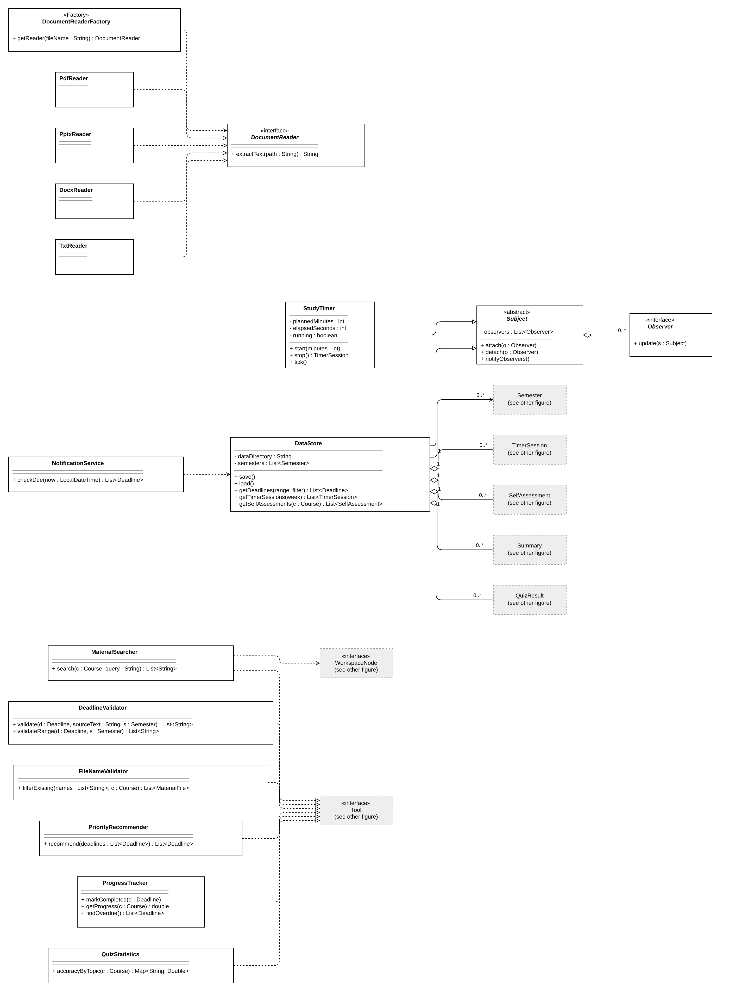 «Factory»
DocumentReaderFactory
+ getReader(fileName : String) : DocumentReader
PdfReader
PptxReader
«interface»
DocumentReader
+ extractText(path : String) : String
DocxReader
TxtReader
StudyTimer
- plannedMinutes : int
- elapsedSeconds : int
- running : boolean
+ start(minutes : int)
+ stop() : TimerSession
+ tick()
«abstract»
Subject
- observers : List<Observer>
+ attach(o : Observer)
+ detach(o : Observer)
+ notifyObservers()
1
0..*
«interface»
Observer
+ update(s : Subject)
0..*
Semester
(see other figure)
NotificationService
+ checkDue(now : LocalDateTime) : List<Deadline>
DataStore
- dataDirectory : String
- semesters : List<Semester>
+ save()
+ load()
+ getDeadlines(range, filter) : List<Deadline>
+ getTimerSessions(week) : List<TimerSession>
+ getSelfAssessments(c : Course) : List<SelfAssessment>
1
1
1
1
1
0..*
TimerSession
(see other figure)
0..*
SelfAssessment
(see other figure)
0..*
Summary
(see other figure)
0..*
QuizResult
(see other figure)
MaterialSearcher
+ search(c : Course, query : String) : List<String>
«interface»
WorkspaceNode
(see other figure)
DeadlineValidator
+ validate(d : Deadline, sourceText : String, s : Semester) : List<String>
+ validateRange(d : Deadline, s : Semester) : List<String>
FileNameValidator
+ filterExisting(names : List<String>, c : Course) : List<MaterialFile>
«interface»
Tool
(see other figure)
PriorityRecommender
+ recommend(deadlines : List<Deadline>) : List<Deadline>
ProgressTracker
+ markCompleted(d : Deadline)
+ getProgress(c : Course) : double
+ findOverdue() : List<Deadline>
QuizStatistics
+ accuracyByTopic(c : Course) : Map<String, Double>